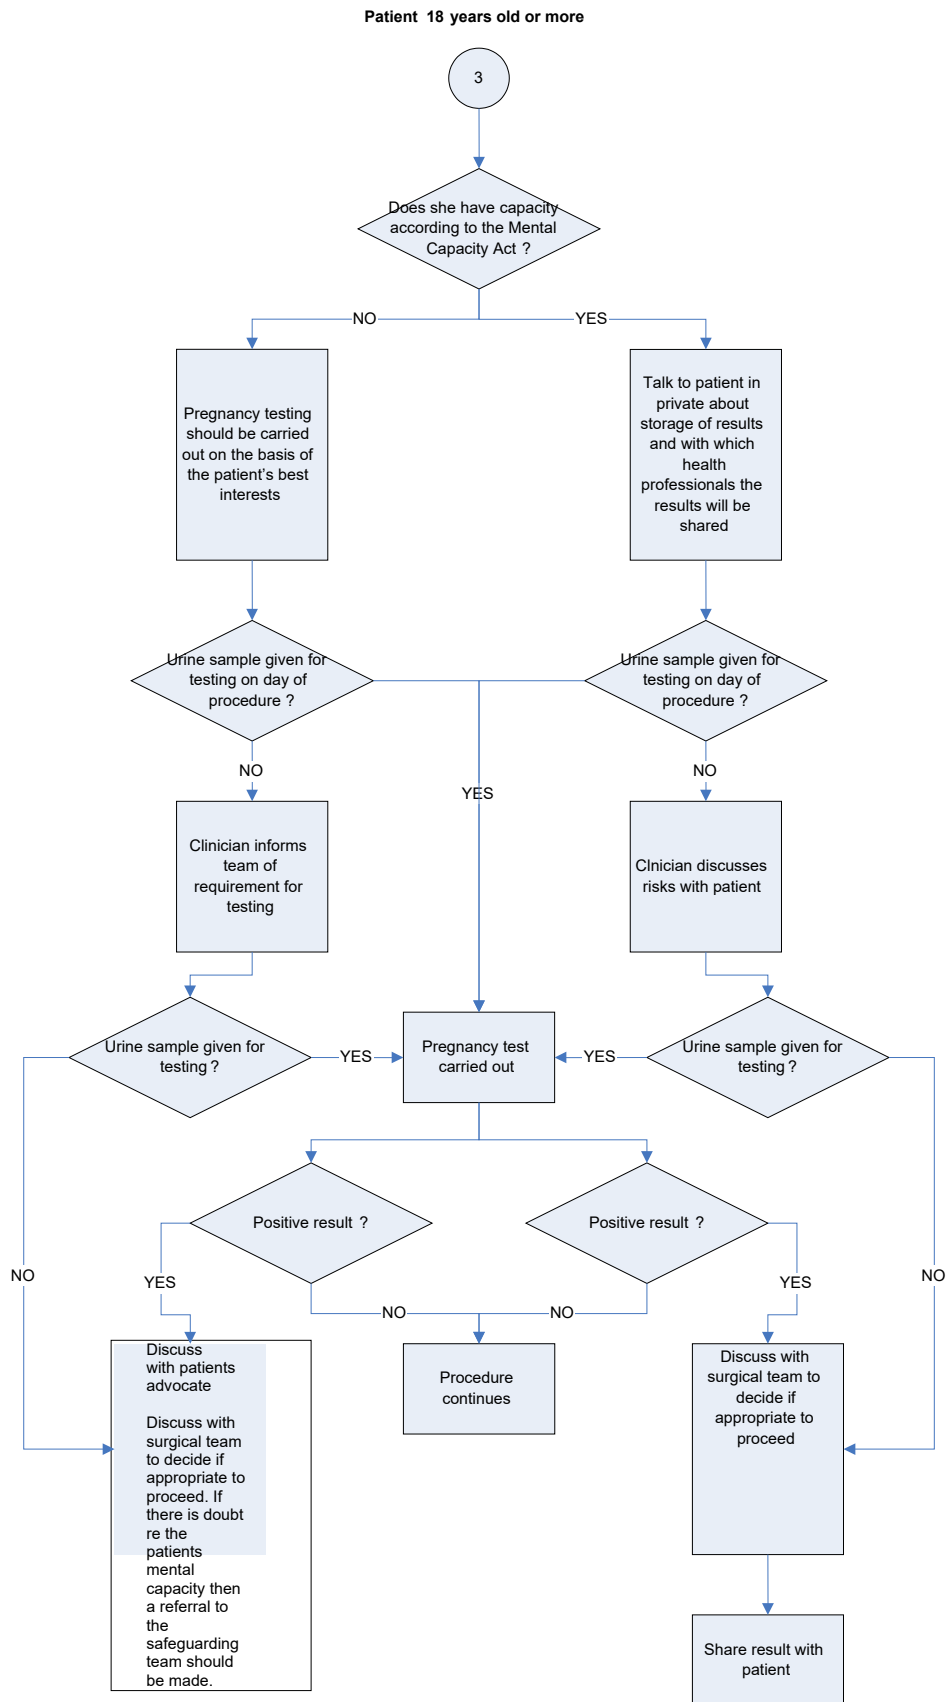 Patient 18 years old or more
3
Does she have capacity
according to the Mental
Capacity Act ?
NO
YES
Pregnancy testing
should be carried
out on the basis of
the patient's best
interests
Talk to patient in
private about
storage of results
and with which
health
professionals the
results will be
shared
Urine sample given for
testing on day of
procedure ?
Urine sample given for
testing on day of
procedure ?
NO
YES
NO
Clinician informs
team of
requirement for
testing
Clnician discusses
risks with patient
Urine sample given for
testing ?
YES
Pregnancy test
carried out
YES
Urine sample given for
testing ?
Positive result ?
Positive result ?
NO
YES
NO
NO
YES
NO
Discuss
with patients
advocate
Discuss with
surgical team
to decide if
appropriate to
proceed. If
there is doubt
re the
patients
mental
capacity then
a referral to
the
safeguarding
team should
be made.
Procedure
continues
Discuss with
surgical team to
decide if
appropriate to
proceed
Share result with
patient